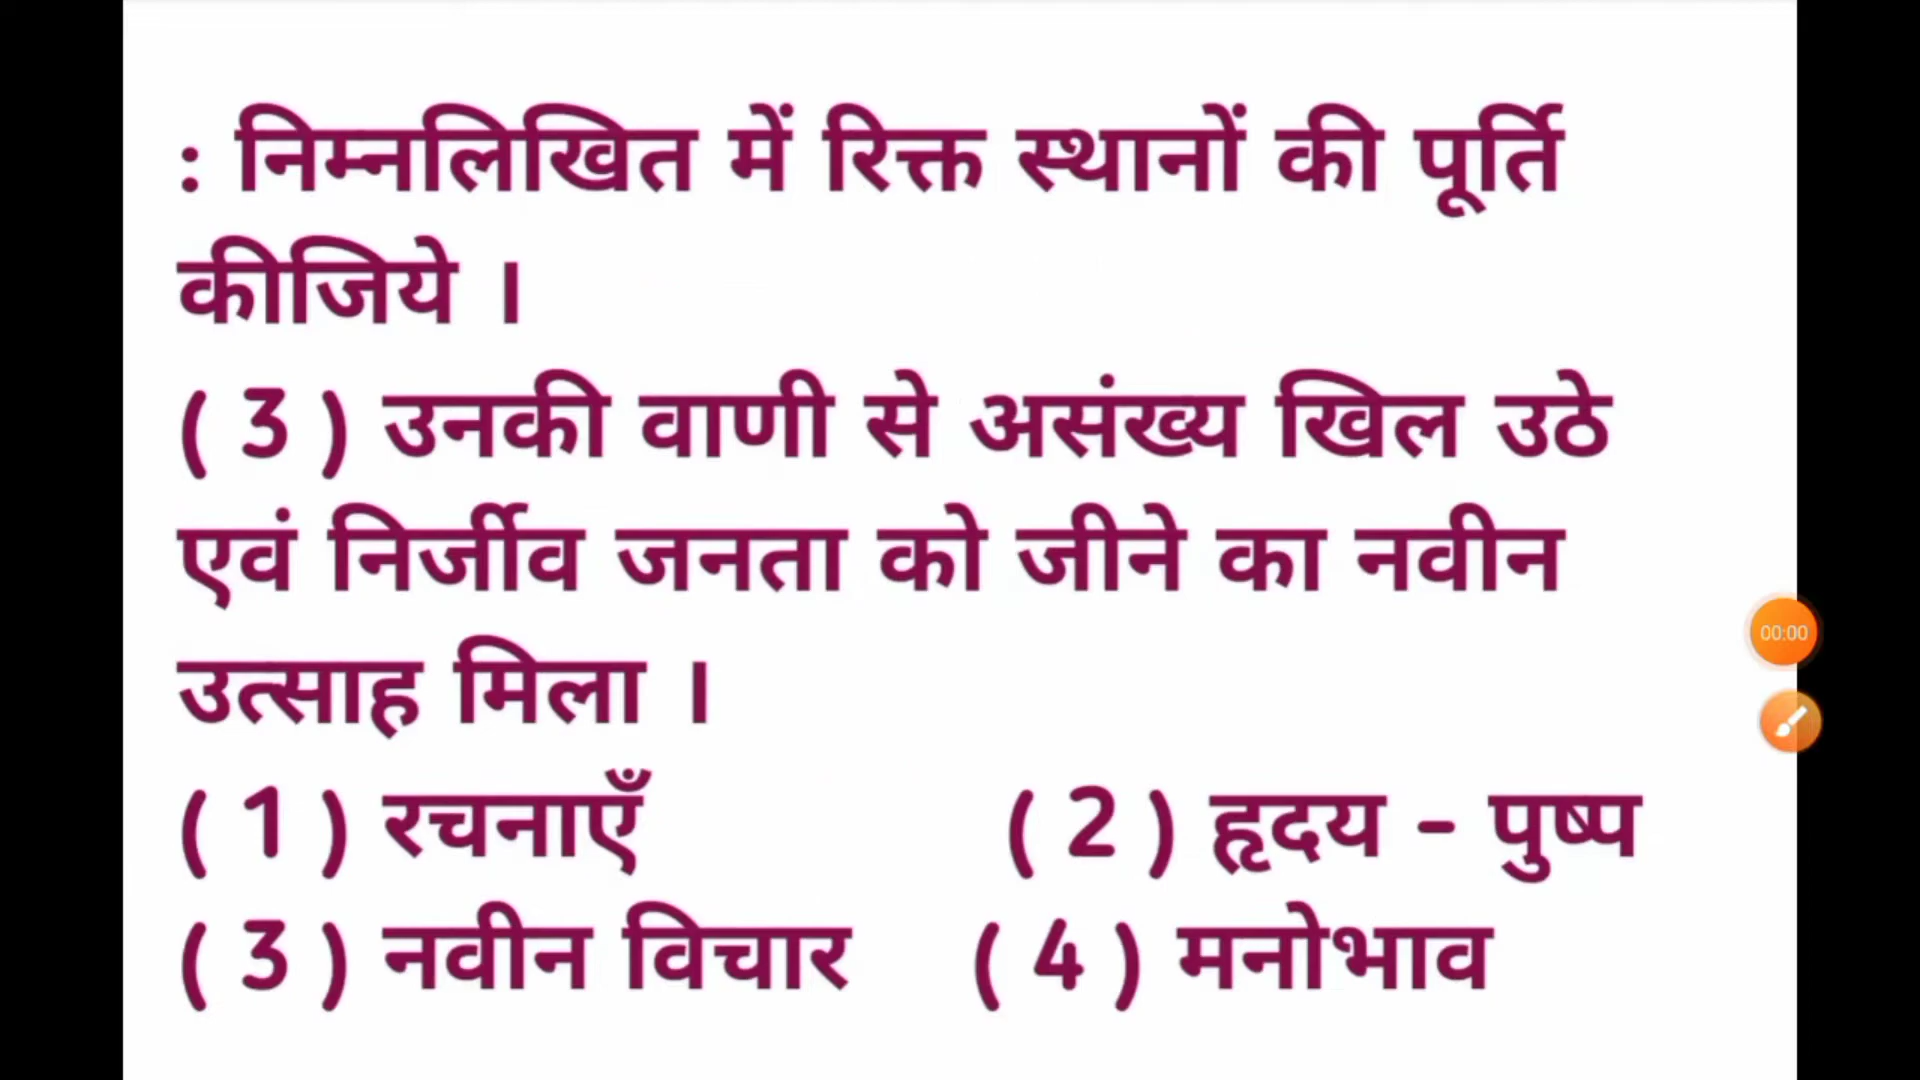 : निम्नलिखित में रिक्त स्थानों की पूर्ति
कीजिये ।
( 3 ) उनकी वाणी से असंख्य खिल उठे
एवं निर्जीव जनता को जीने का नवीन
उत्साह मिला ।
( 1 ) रचनाएँ ( 2 ) हृदय - पुष्प
( 3 ) नवीन विचार ( 4 ) मनोभाव
00:00